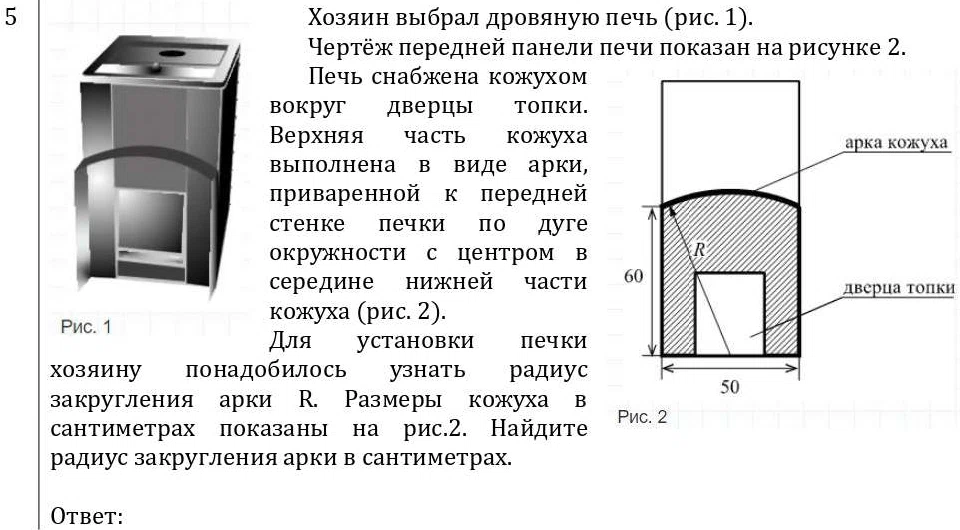 5
Хозяин выбрал дровяную печь (рис. 1).
Чертёж передней панели печи показан на рисунке 2.
Печь снабжена кожухом
вокруг дверцы топки.
Верхняя часть кожуха
выполнена в виде арки,
приваренной к передней
стенке печки по дуге
окружности с центром в
середине нижней части
кожуха (рис. 2).
Рис. 1
арка кожуха
R
60
дверца топки
50
Рис. 2
Для установки печки
хозяину понадобилось узнать радиус
закругления арки R. Размеры кожуха в
сантиметрах показаны на рис.2. Найдите
радиус закругления арки в сантиметрах.
Ответ: